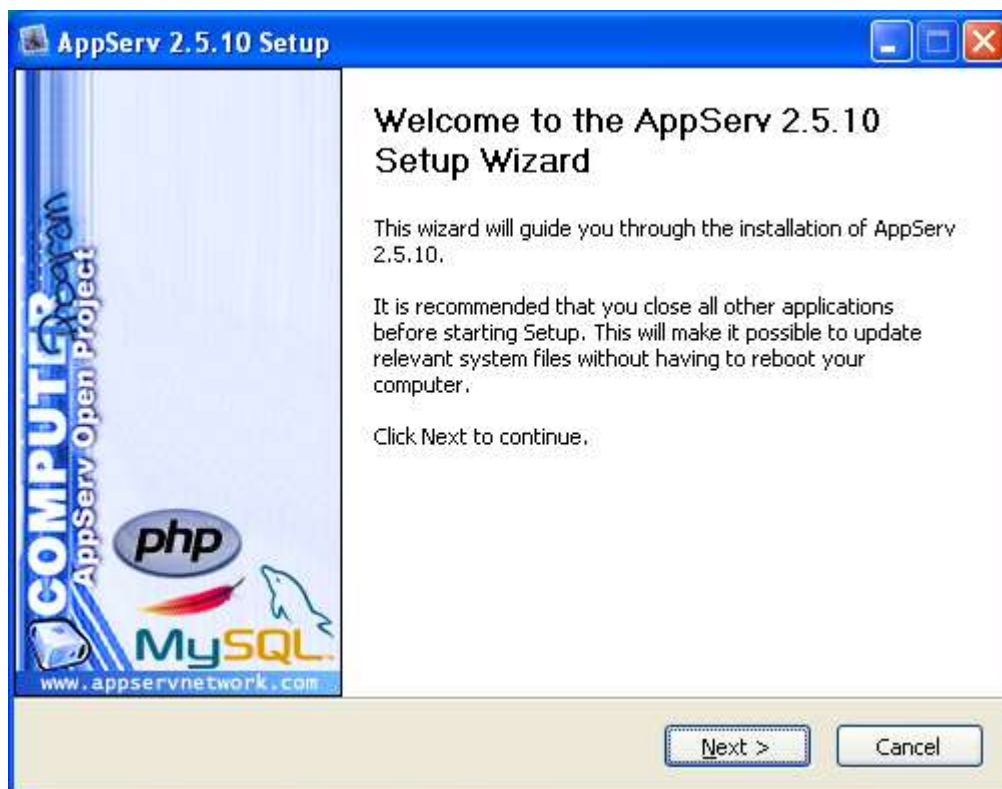 AppServ 2.5.10 Setup
Welcome to the AppServ 2.5.10
Setup Wizard
This wizard will guide you through the installation of AppServ
2.5.10.
It is recommended that you close all other applications
before starting Setup. This will make it possible to update
relevant system files without having to reboot your
computer.
Click Next to continue.
COMPUTER
Program
AppServ Open Project
php
MySQL
www.appservnetwork.com
Next >
Cancel